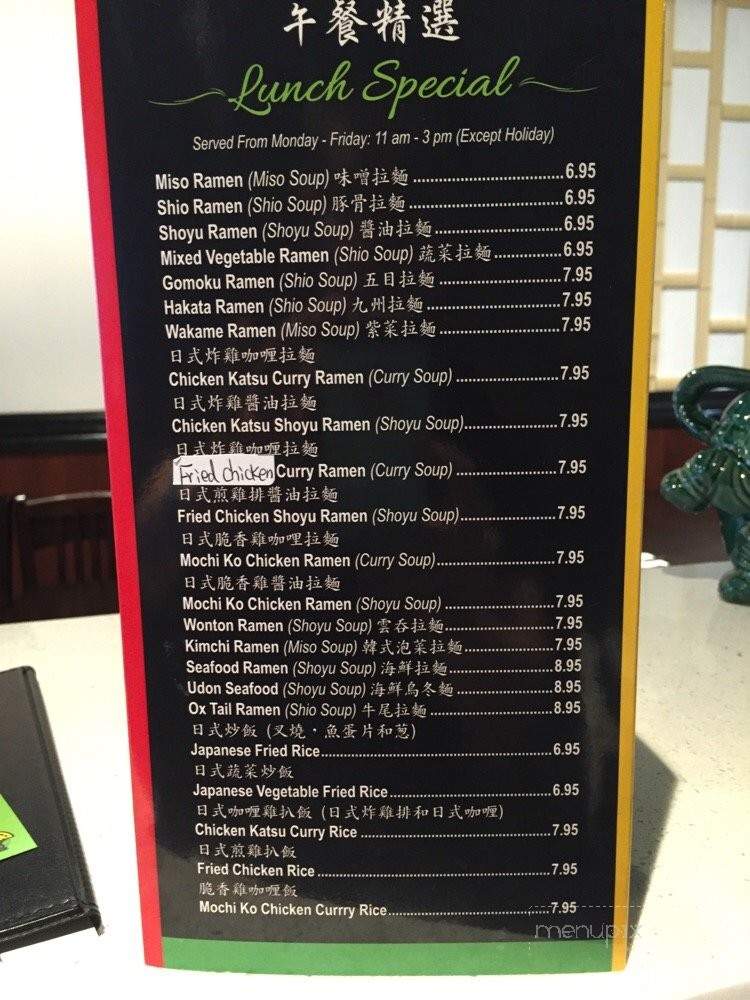 午餐精選
Lunch Special
Served From Monday - Friday: 11 am - 3 pm (Except Holiday)
Miso Ramen (Miso Soup) 味噌拉麵 ..................................6.95
Shio Ramen (Shio Soup) 豚骨拉麵 ..................................6.95
Shoyu Ramen (Shoyu Soup) 醬油拉麵.............................6.95
Mixed Vegetable Ramen (Shio Soup) 蔬菜拉麵...............6.95
Gomoku Ramen (Shio Soup) 五目拉麵 ............................7.95
Hakata Ramen (Shio Soup) 九州拉麵...............................7.95
Wakame Ramen (Miso Soup) 紫菜拉麵 ...........................7.95
日式炸雞咖喱拉麵
Chicken Katsu Curry Ramen (Curry Soup) .......................7.95
日式炸雞醬油拉麵
Chicken Katsu Shoyu Ramen (Shoyu Soup).....................7.95
日式炸雞咖喱拉麵
Fried chicken Curry Ramen (Curry Soup) .......................7.95
日式煎雞排醬油拉麵
Fried Chicken Shoyu Ramen (Shoyu Soup)......................7.95
日式脆香雞咖哩拉麵
Mochi Ko Chicken Ramen (Curry Soup)...........................7.95
日式脆香雞醬油拉麵
Mochi Ko Chicken Ramen (Shoyu Soup) .........................7.95
Wonton Ramen (Shoyu Soup) 雲吞拉麵...........................7.95
Kimchi Ramen (Miso Soup) 韓式泡菜拉麵.......................7.95
Seafood Ramen (Shoyu Soup) 海鮮拉麵 .........................8.95
Udon Seafood (Shoyu Soup) 海鮮烏冬麵 ........................8.95
Ox Tail Ramen (Shio Soup) 牛尾拉麵 ..............................8.95
日式炒飯 (叉燒・魚蛋片和蔥)
Japanese Fried Rice.....................................................6.95
日式蔬菜炒飯
Japanese Vegetable Fried Rice.......................................6.95
日式咖喱雞扒飯 (日式炸雞排和日式咖喱)
Chicken Katsu Curry Rice .............................................7.95
日式煎雞扒飯
Fried Chicken Rice.......................................................7.95
脆香雞咖喱飯
Mochi Ko Chicken Currry Rice.......................................7.95
menupix